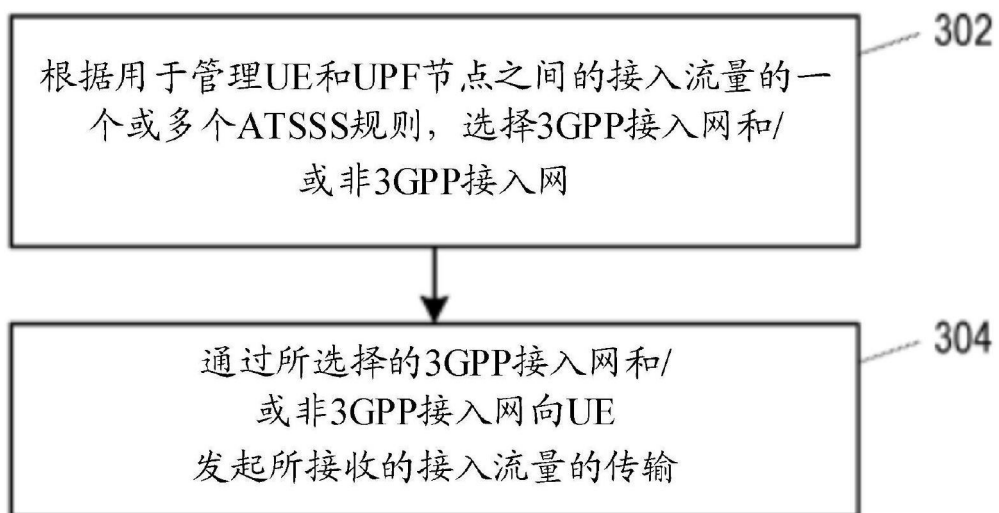 302
根据用于管理UE和UPF节点之间的接入流量的一
个或多个ATSSS规则，选择3GPP接入网和/
或非3GPP接入网
304
通过所选择的3GPP接入网和/
或非3GPP接入网向UE
发起所接收的接入流量的传输